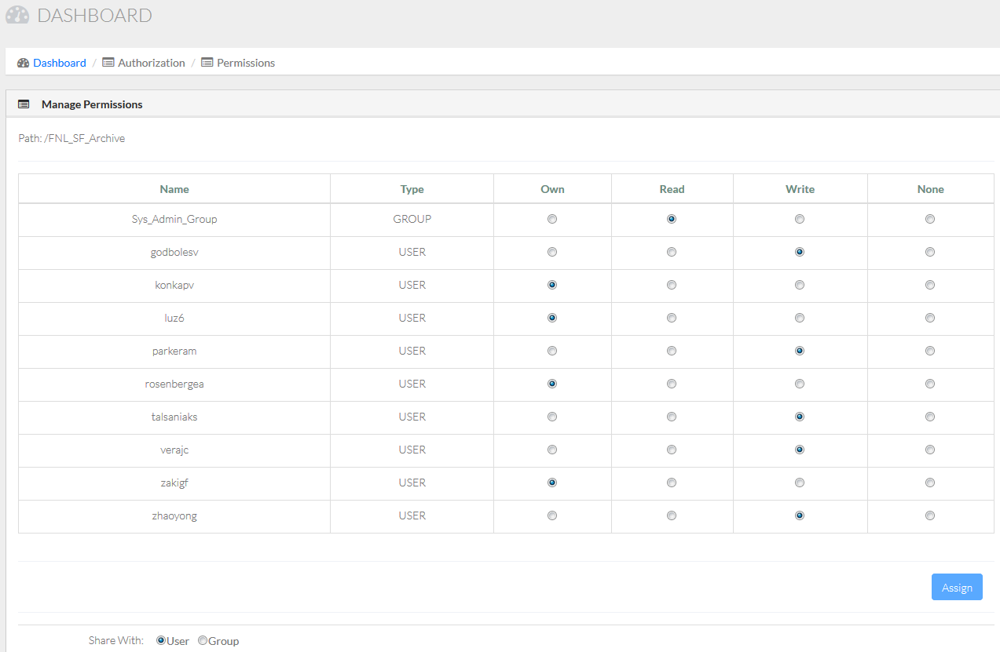 DASHBOARD
Dashboard / Authorization / Permissions
Manage Permissions
Path: /FNL_SF_Archive
Name Type Own Read Write None
Sys_Admin_Group GROUP
godbolesv USER
konkapv USER
luz6 USER
parkeram USER
rosenbergea USER
talsaniaks USER
verajc USER
zakigf USER
zhaoyong USER
Assign
Share With: User Group